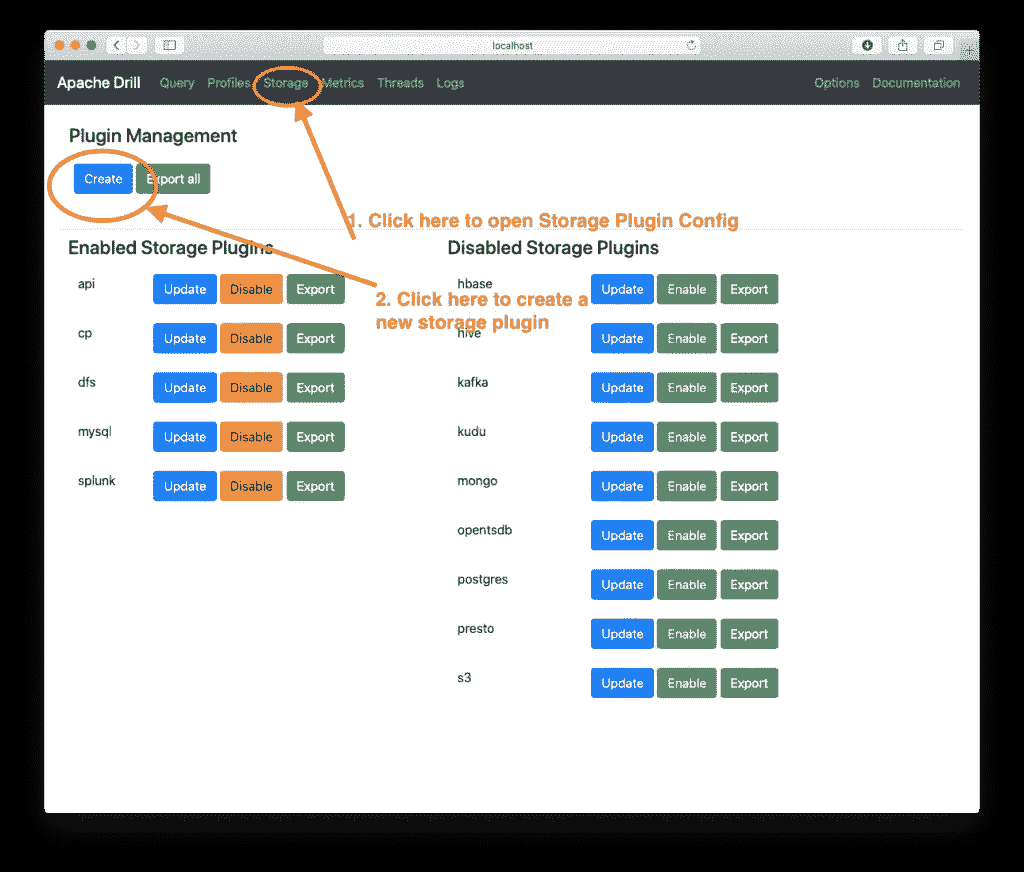 localhost
Apache Drill Query Profiles Storage Metrics Threads Logs Options Documentation
Plugin Management
Create Export all
1. Click here to open Storage Plugin Config
Enabled Storage Plugins
api Update Disable Export
cp Update Disable Export
dfs Update Disable Export
mysql Update Disable Export
splunk Update Disable Export
Disabled Storage Plugins
2. Click here to create a
new storage plugin
hbase Update Enable Export
hive Update Enable Export
kafka Update Enable Export
kudu Update Enable Export
mongo Update Enable Export
opentsdb Update Enable Export
postgres Update Enable Export
presto Update Enable Export
s3 Update Enable Export